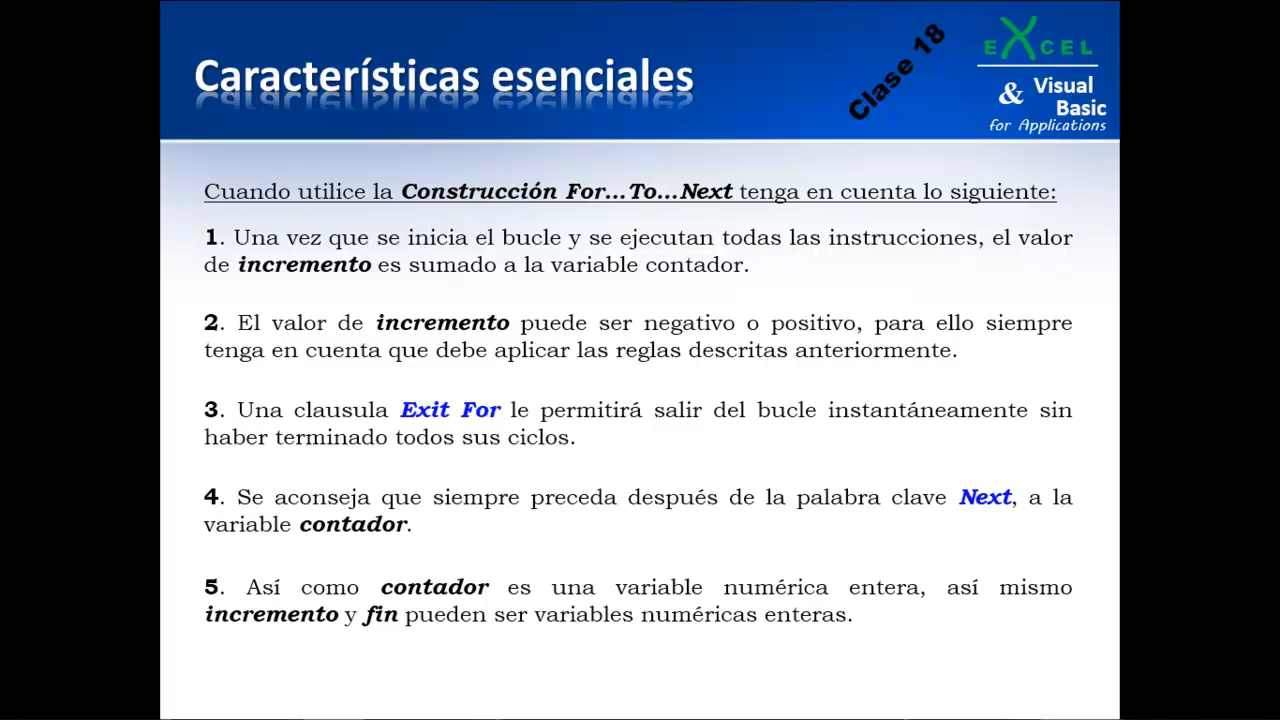 Características esenciales
Clase 18
EXCEL
& Visual
Basic
for Applications
Cuando utilice la Construcción For...To...Next tenga en cuenta lo siguiente:
1. Una vez que se inicia el bucle y se ejecutan todas las instrucciones, el valor
de incremento es sumado a la variable contador.
2. El valor de incremento puede ser negativo o positivo, para ello siempre
tenga en cuenta que debe aplicar las reglas descritas anteriormente.
3. Una clausula Exit For le permitirá salir del bucle instantáneamente sin
haber terminado todos sus ciclos.
4. Se aconseja que siempre preceda después de la palabra clave Next, a la
variable contador.
5. Así como contador es una variable numérica entera, así mismo
incremento y fin pueden ser variables numéricas enteras.